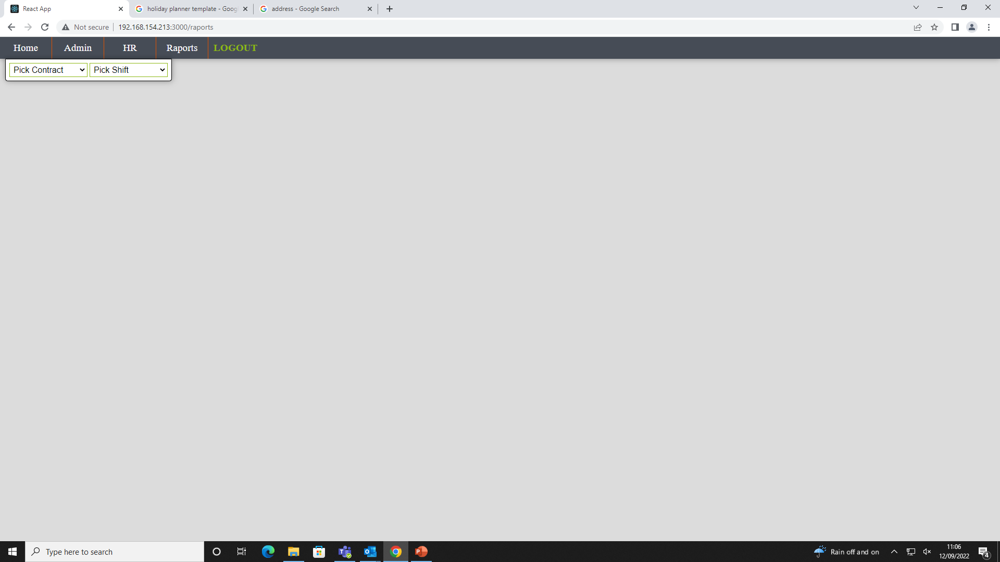 React App
holiday planner template - Goog
address - Google Search
Not secure
192.168.154.213:3000/raports
Home
Admin
HR
Raports
LOGOUT
Pick Contract
Pick Shift
Type here to search
Rain off and on
11:06
12/09/2022
4